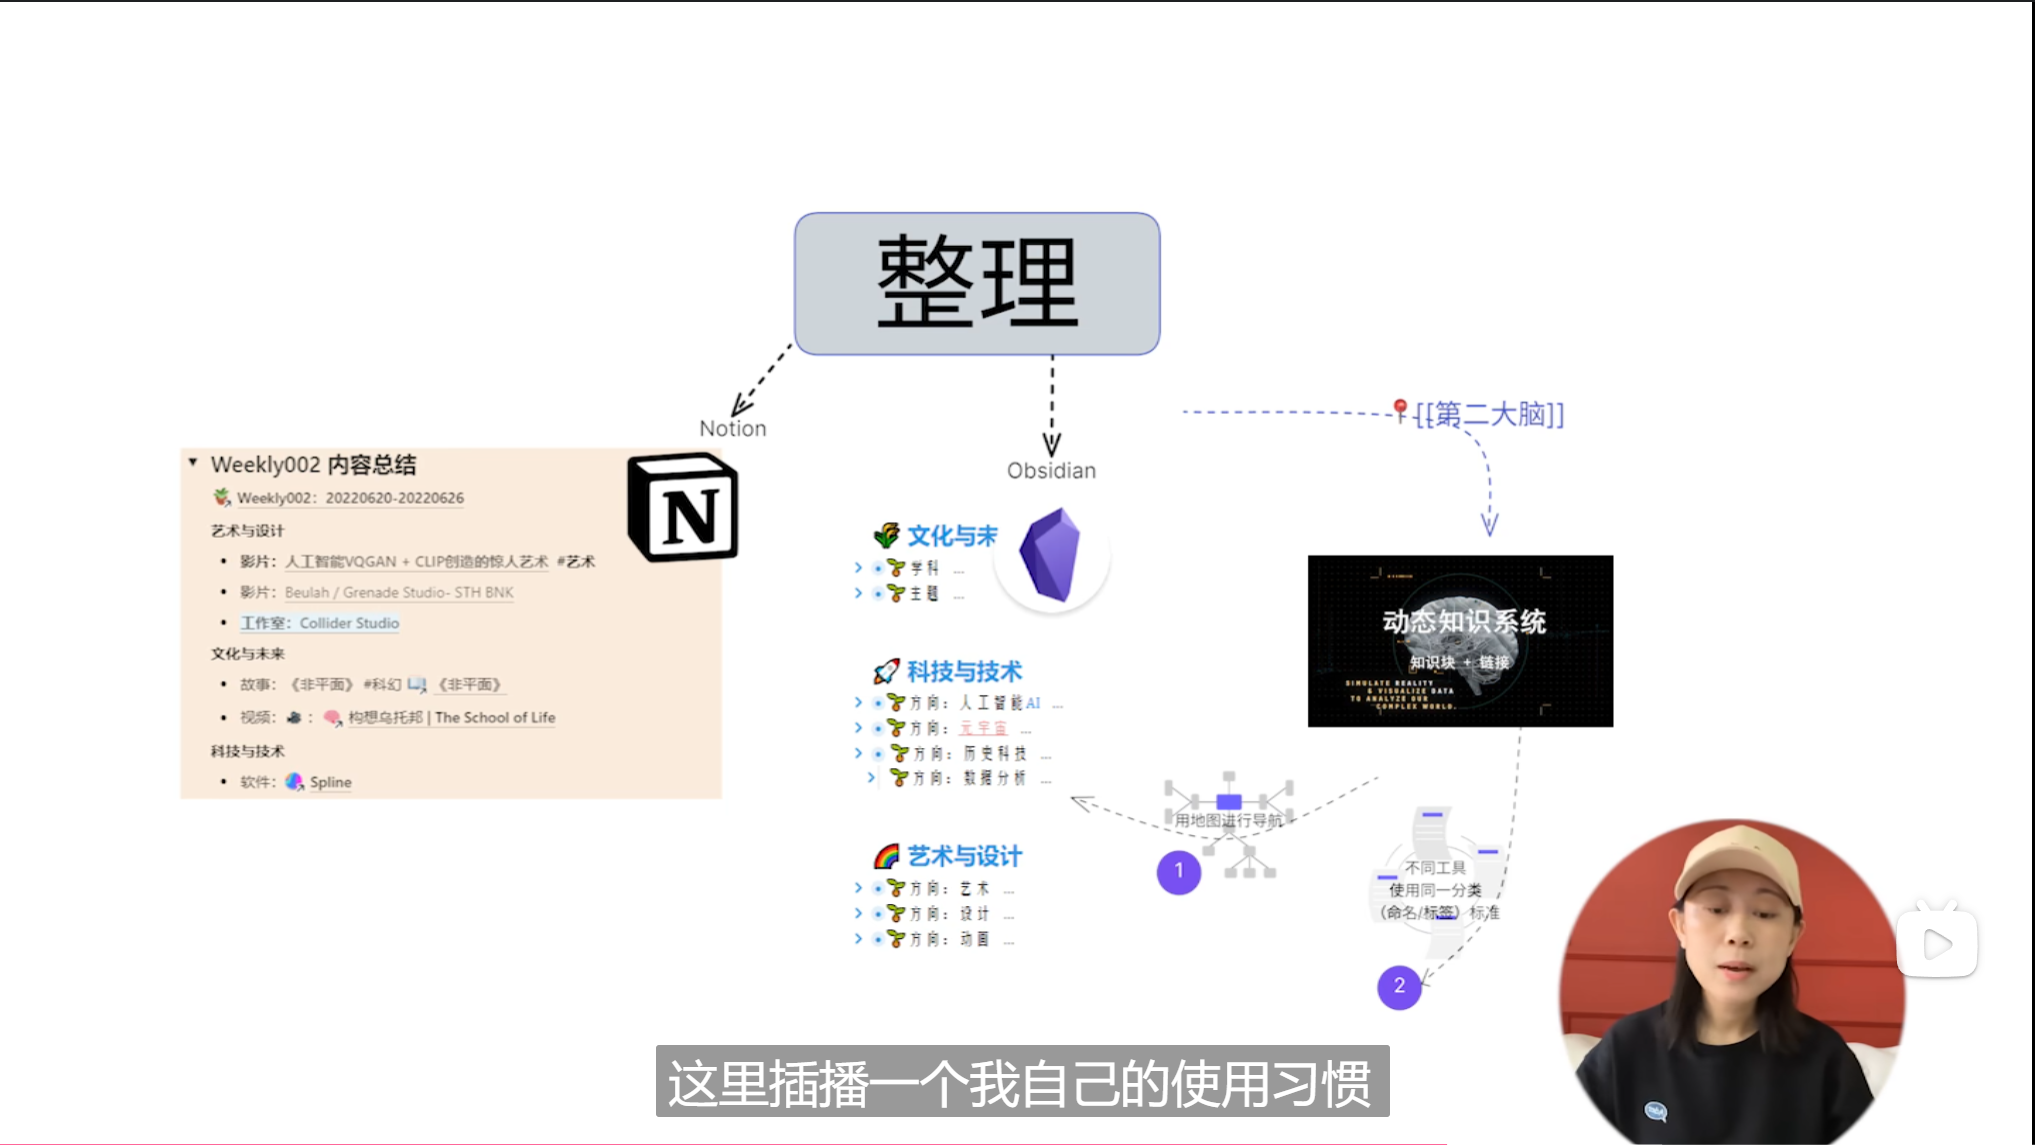 整理
Notion
Weekly002 内容总结
Weekly002：20220620-20220626
艺术与设计
• 影片：人工智能VQGAN + CLIP创造的惊人艺术 #艺术
• 影片：Beulah / Grenade Studio- STH BNK
• 工作室：Collider Studio
文化与未来
• 故事：《非平面》 #科幻 《非平面》
• 视频： ： 构想乌托邦 | The School of Life
科技与技术
• 软件： Spline
N
Obsidian
文化与未
学科 ...
主题 ...
科技与技术
方向：人工智能AI ...
方向：元宇宙 ...
方向：历史科技 ...
方向：数据分析 ...
艺术与设计
方向：艺术 ...
方向：设计 ...
方向：动画 ...
[[第二大脑]]
动态知识系统
知识块 + 链接
SIMULATE REALITY
& VISUALIZE DATA
TO ANALYZE OUR
COMPLEX WORLD.
用地图进行导航
1
不同工具
使用同一分类
（命名/标签）标准
2
这里插播一个我自己的使用习惯